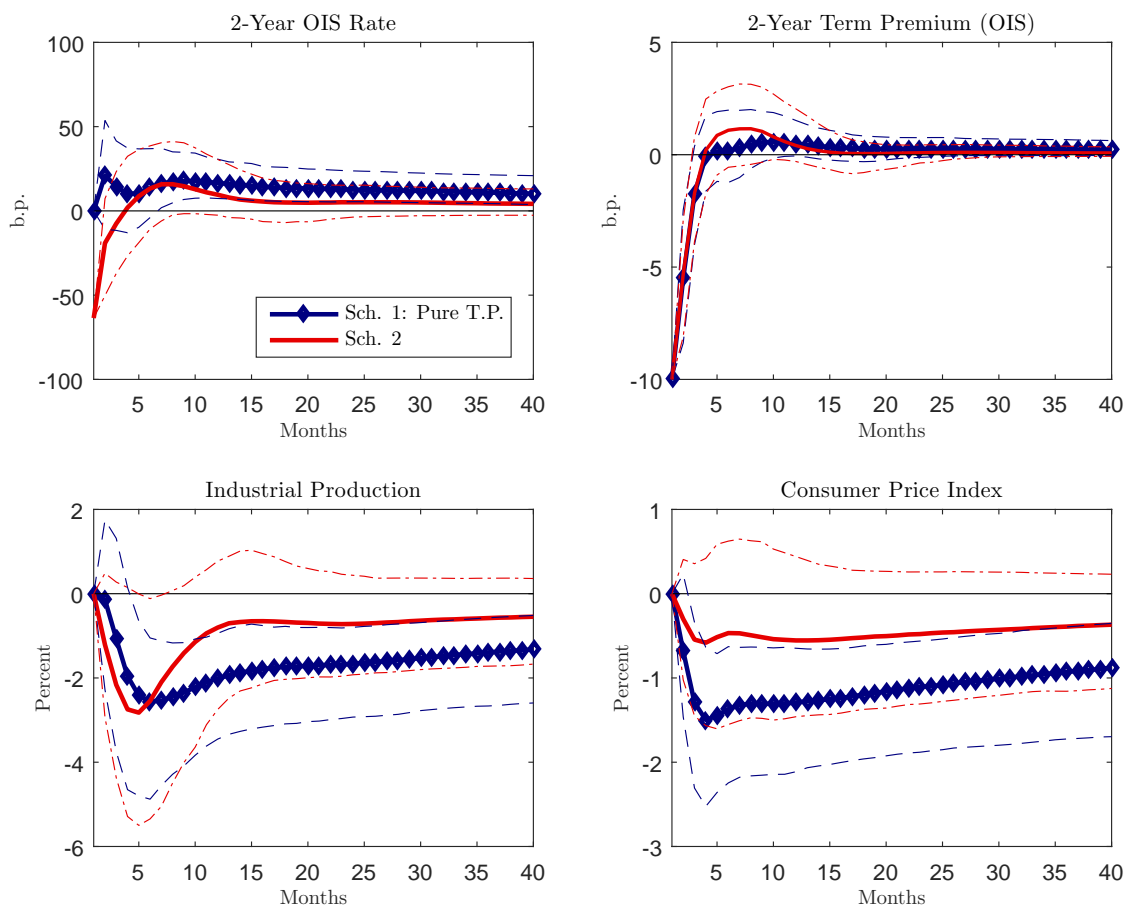 2-Year OIS Rate
100
50
0
-50
-100
b.p.
5 10 15 20 25 30 35 40
Months
Sch. 1: Pure T.P.
Sch. 2
2-Year Term Premium (OIS)
5
0
-5
-10
b.p.
5 10 15 20 25 30 35 40
Months
Industrial Production
2
0
-2
-4
-6
Percent
5 10 15 20 25 30 35 40
Months
Consumer Price Index
1
0
-1
-2
-3
Percent
5 10 15 20 25 30 35 40
Months